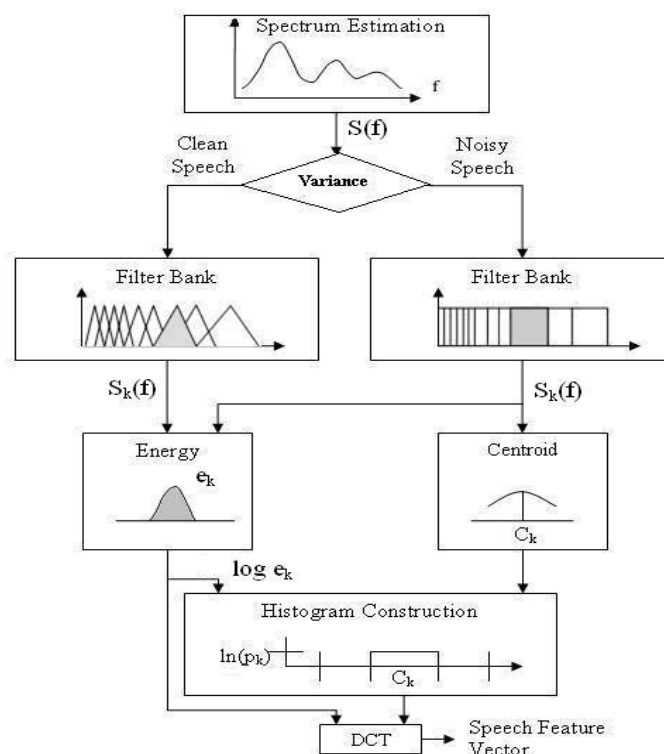 Spectrum Estimation
f
S(f)
Clean
Speech
Noisy
Speech
Variance
Filter Bank
Filter Bank
Sk(f)
Sk(f)
Energy
ek
Centroid
Ck
log ek
Histogram Construction
ln(pk)
Ck
DCT
Speech Feature
Vector